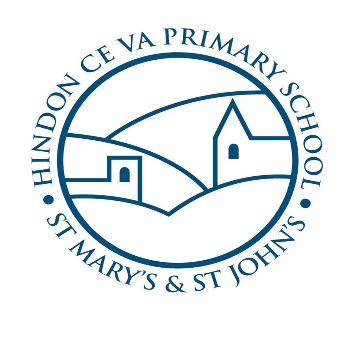 HINDON CE VA PRIMARY SCHOOL
• ST MARY'S & ST JOHN'S •